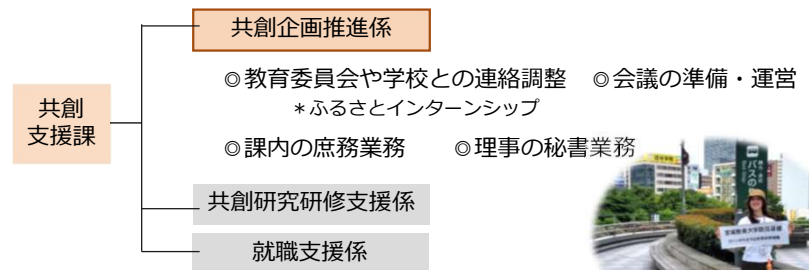 共創企画推進係
◎教育委員会や学校との連絡調整　◎会議の準備・運営
＊ふるさとインターンシップ
共創
支援課
◎課内の庶務業務　◎理事の秘書業務
共創研究研修支援係
就職支援係